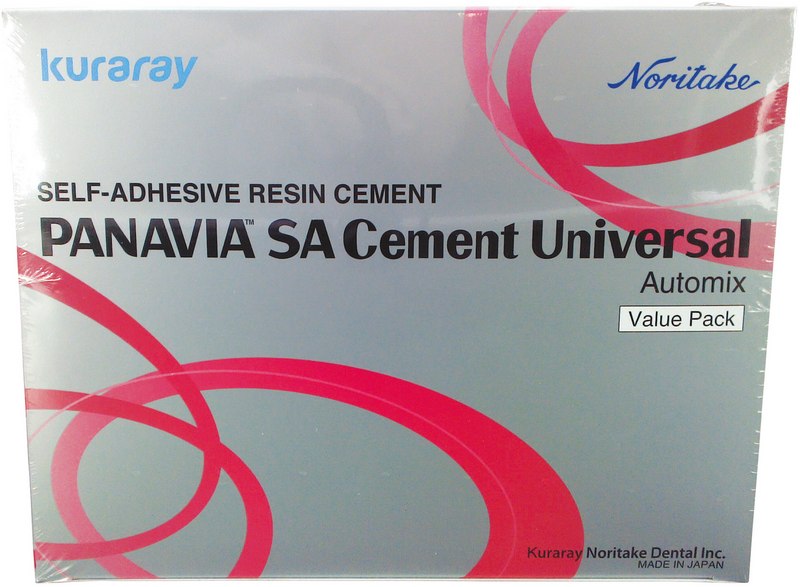 kuraray
Noritake
SELF-ADHESIVE RESIN CEMENT
PANAVIA™ SA Cement Universal
Automix
Value Pack
Kuraray Noritake Dental Inc.
MADE IN JAPAN